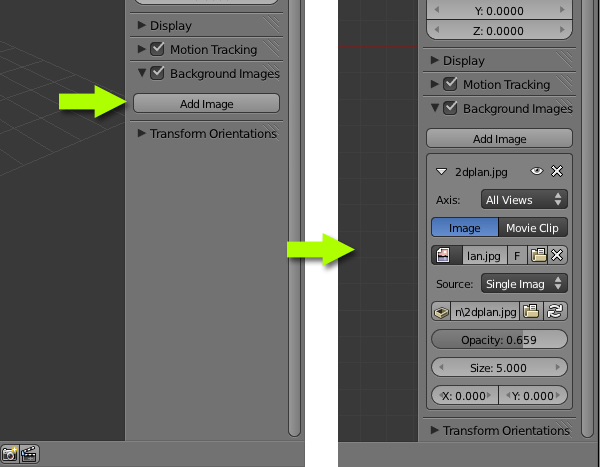 Display
Motion Tracking
Background Images
Add Image
Transform Orientations
Y: 0.0000
Z: 0.0000
Display
Motion Tracking
Background Images
Add Image
2dplan.jpg
Axis: All Views
Image Movie Clip
lan.jpg F
Source: Single Imag
n\2dplan.jpg
Opacity: 0.659
Size: 5.000
X: 0.000 Y: 0.000
Transform Orientations